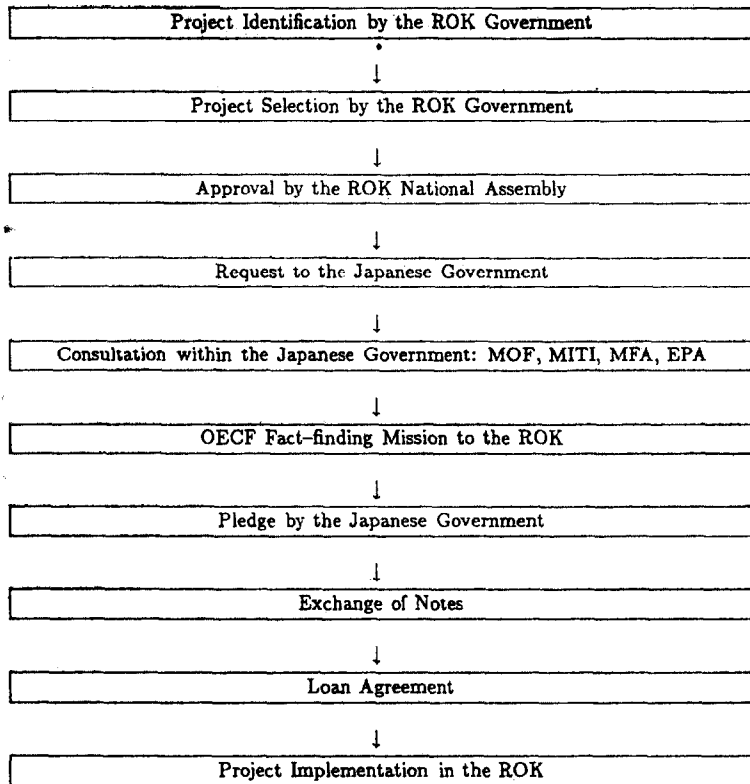 Project Identification by the ROK Government
↓
Project Selection by the ROK Government
↓
Approval by the ROK National Assembly
↓
Request to the Japanese Government
↓
Consultation within the Japanese Government: MOF, MITI, MFA, EPA
↓
OECF Fact-finding Mission to the ROK
↓
Pledge by the Japanese Government
↓
Exchange of Notes
↓
Loan Agreement
↓
Project Implementation in the ROK